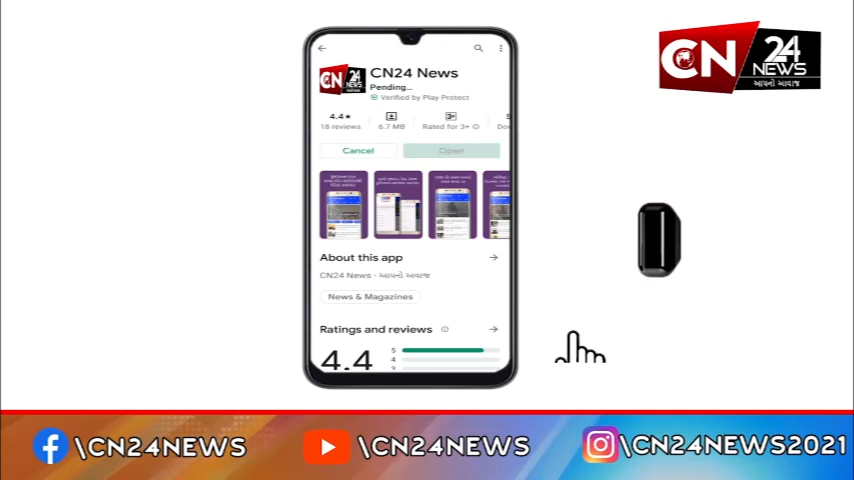 CN24 News
Pending...
Verified by Play Protect
4.4★
18 reviews
6.7 MB
3+
Rated for 3+
Cancel
Open
About this app
CN24 News - આપનો અવાજ
News & Magazines
Ratings and reviews
4.4
5
4
3
CN 24
NEWS
આપનો અવાજ
\CN24NEWS
\CN24NEWS
\CN24NEWS2021